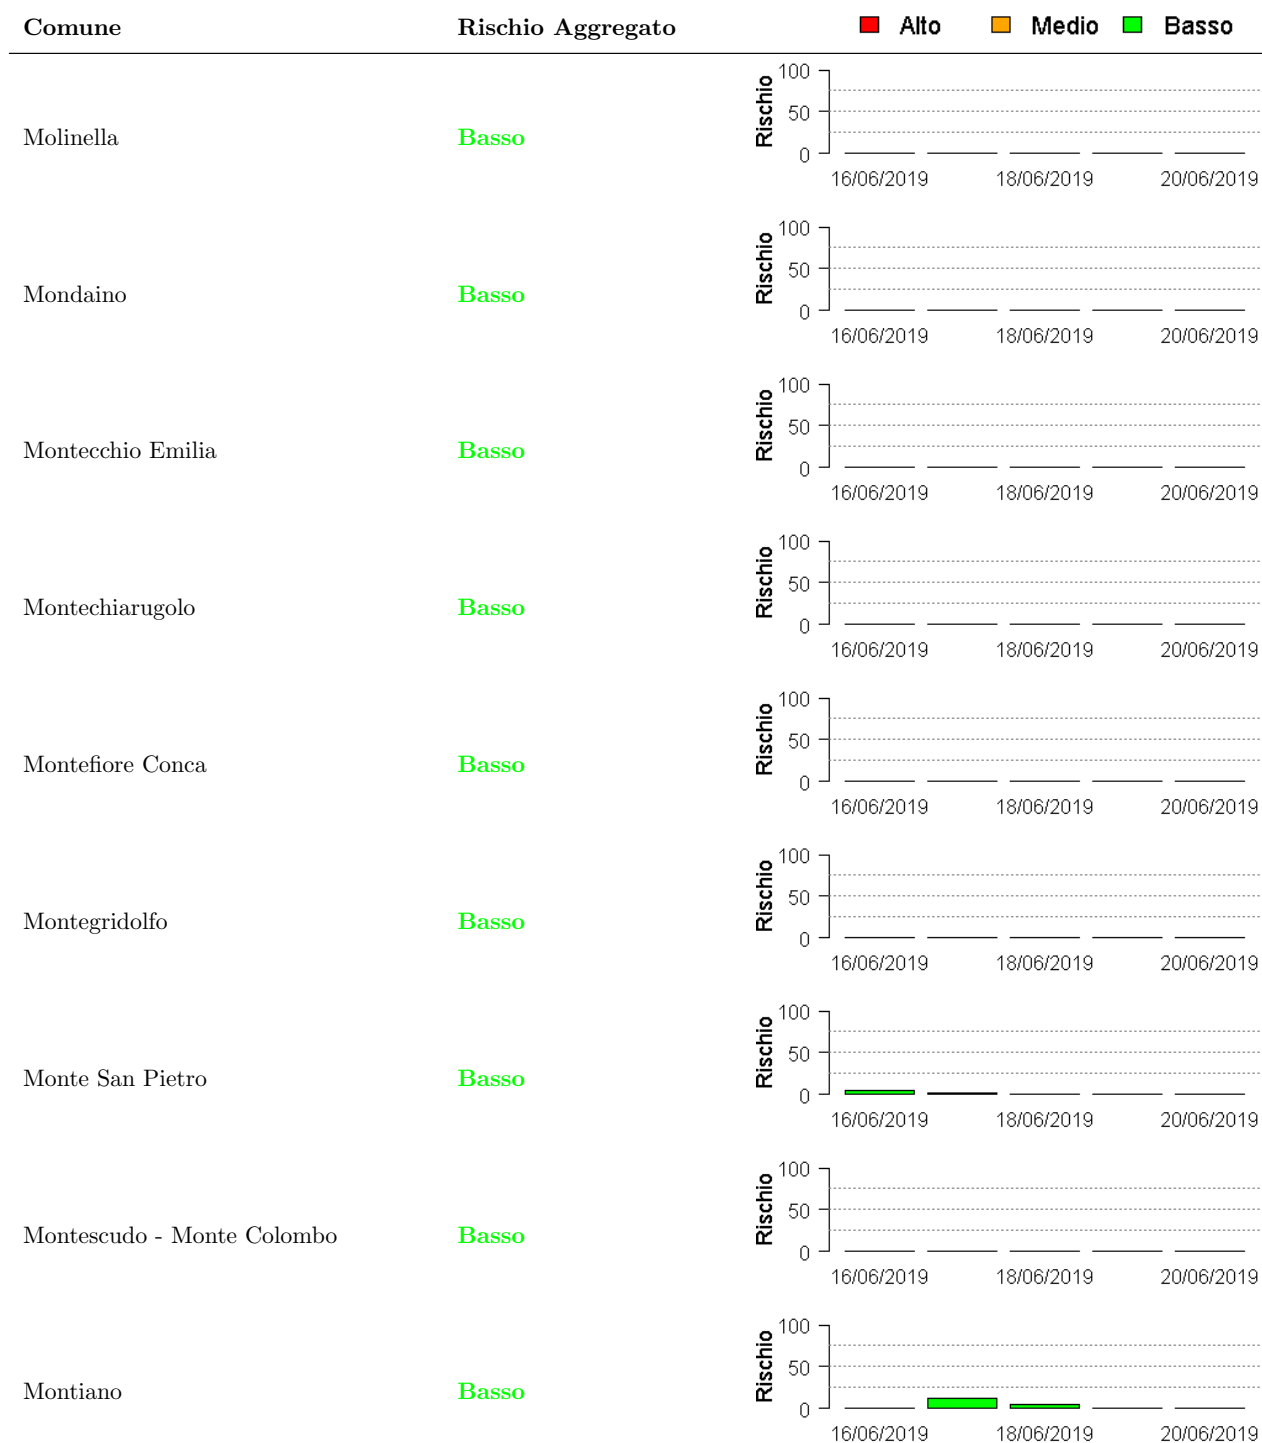 Comune Rischio Aggregato Alto Medio Basso
100
50
0
Rischio
Molinella Basso
16/06/2019 18/06/2019 20/06/2019
100
50
0
Rischio
Mondaino Basso
16/06/2019 18/06/2019 20/06/2019
100
50
0
Rischio
Montecchio Emilia Basso
16/06/2019 18/06/2019 20/06/2019
100
50
0
Rischio
Montechiarugolo Basso
16/06/2019 18/06/2019 20/06/2019
100
50
0
Rischio
Montefiore Conca Basso
16/06/2019 18/06/2019 20/06/2019
100
50
0
Rischio
Montegridolfo Basso
16/06/2019 18/06/2019 20/06/2019
100
50
0
Rischio
Monte San Pietro Basso
16/06/2019 18/06/2019 20/06/2019
100
50
0
Rischio
Montescudo - Monte Colombo Basso
16/06/2019 18/06/2019 20/06/2019
100
50
0
Rischio
Montiano Basso
16/06/2019 18/06/2019 20/06/2019